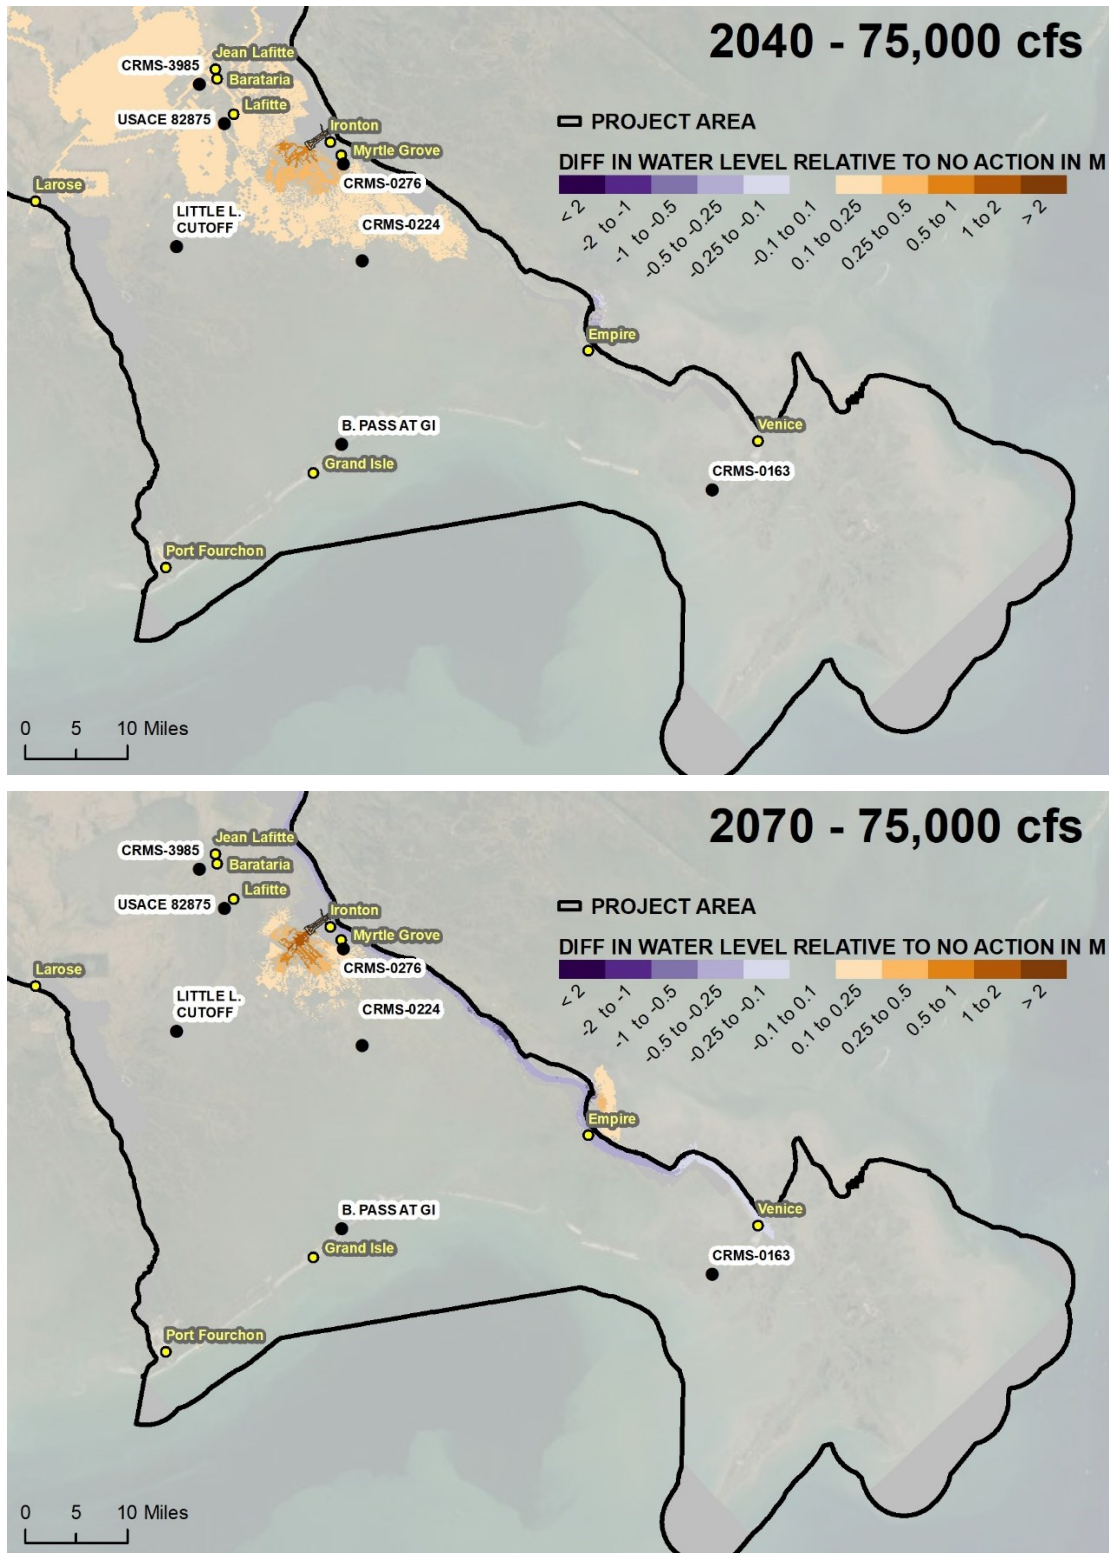 2040 - 75,000 cfs
Jean Lafitte
CRMS-3985
Barataria
Lafitte
USACE 82875
Ironton
PROJECT AREA
Myrtle Grove
DIFF IN WATER LEVEL RELATIVE TO NO ACTION IN M
CRMS-0276
Larose
< 2
-2 to -1
-1 to -0.5
-0.5 to -0.25
-0.25 to -0.1
-0.1 to 0.1
0.1 to 0.25
0.25 to 0.5
0.5 to 1
1 to 2
> 2
LITTLE L.
CUTOFF
CRMS-0224
Empire
B. PASS AT GI
Venice
Grand Isle
CRMS-0163
Port Fourchon
0 5 10 Miles
2070 - 75,000 cfs
Jean Lafitte
CRMS-3985
Barataria
Lafitte
USACE 82875
Ironton
PROJECT AREA
Myrtle Grove
DIFF IN WATER LEVEL RELATIVE TO NO ACTION IN M
CRMS-0276
Larose
< 2
-2 to -1
-1 to -0.5
-0.5 to -0.25
-0.25 to -0.1
-0.1 to 0.1
0.1 to 0.25
0.25 to 0.5
0.5 to 1
1 to 2
> 2
LITTLE L.
CUTOFF
CRMS-0224
Empire
B. PASS AT GI
Venice
Grand Isle
CRMS-0163
Port Fourchon
0 5 10 Miles